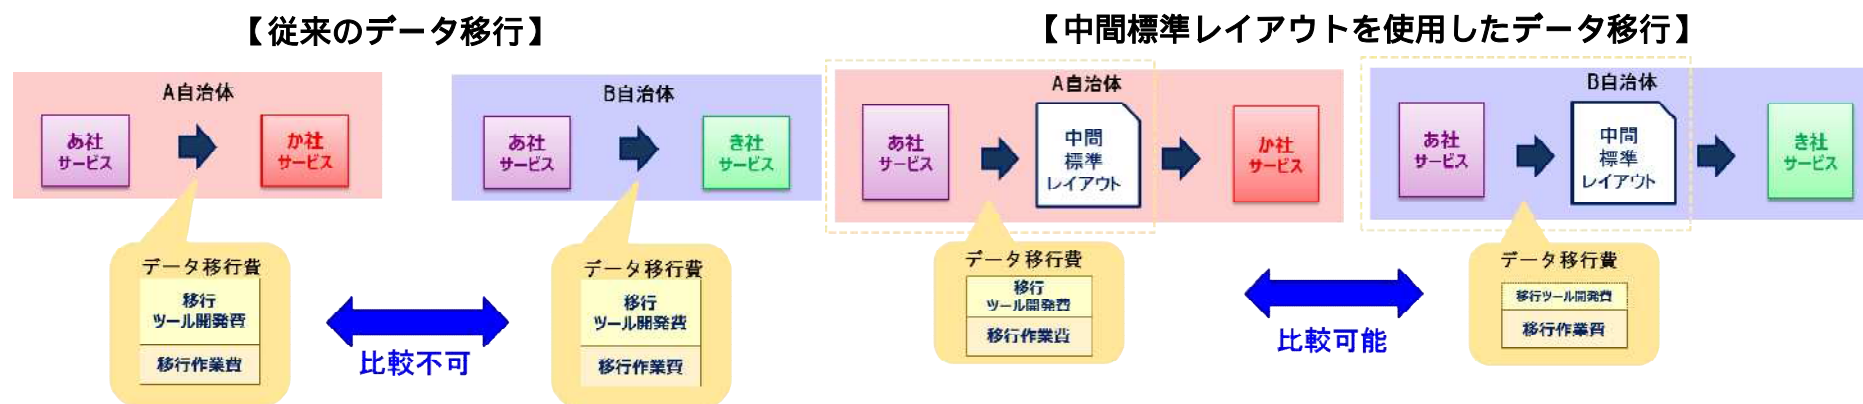 【従来のデータ移行】
A自治体
あ社
サービス
か社
サービス
データ移行費
移行
ツール開発費
移行作業費
比較不可
B自治体
あ社
サービス
き社
サービス
データ移行費
移行
ツール開発費
移行作業費
【中間標準レイアウトを使用したデータ移行】
A自治体
あ社
サービス
中間
標準
レイアウト
か社
サービス
データ移行費
移行
ツール開発費
移行作業費
比較可能
B自治体
あ社
サービス
中間
標準
レイアウト
き社
サービス
データ移行費
移行ツール開発費
移行作業費